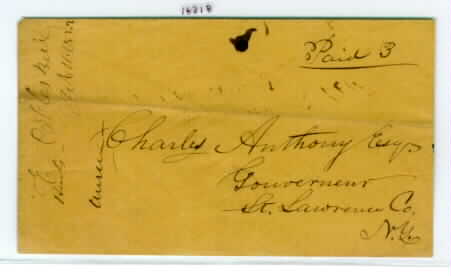 18218
Paid 3
Charles Anthony Esqr
Gouverneur
St. Lawrence Co.
N.Y.